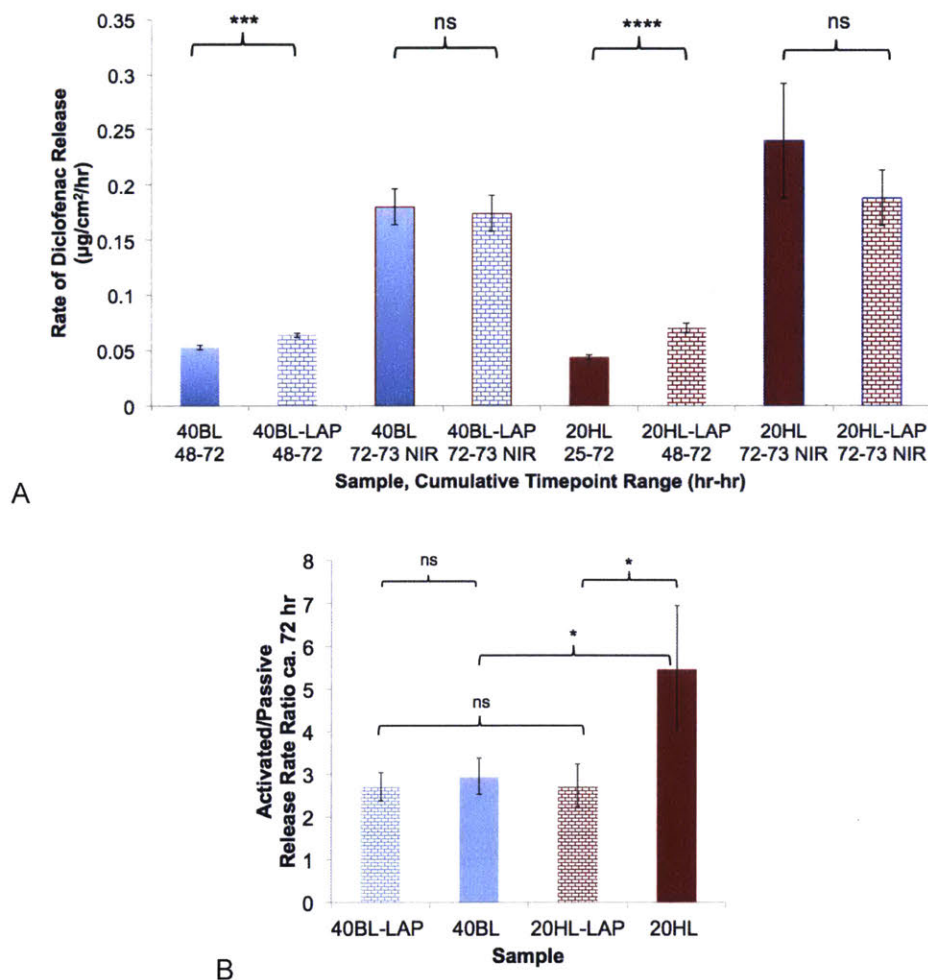 0.35
0.3
0.25
0.2
0.15
0.1
0.05
0
Rate of Diclofenac Release
(µg/cm²/hr)
*** ns **** ns
40BL 40BL-LAP 40BL 40BL-LAP 20HL 20HL-LAP 20HL 20HL-LAP
48-72 48-72 72-73 NIR 72-73 NIR 25-72 48-72 72-73 NIR 72-73 NIR
Sample, Cumulative Timepoint Range (hr-hr)
A
8
7
6
5
4
3
2
1
0
Activated/Passive
Release Rate Ratio ca. 72 hr
ns *
*
ns
40BL-LAP 40BL 20HL-LAP 20HL
Sample
B